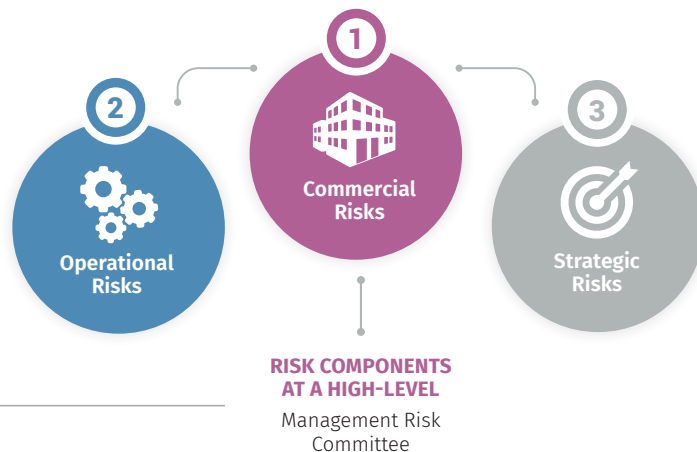 1
Commercial
Risks
2
Operational
Risks
3
Strategic
Risks
RISK COMPONENTS
AT A HIGH-LEVEL
Management Risk
Committee